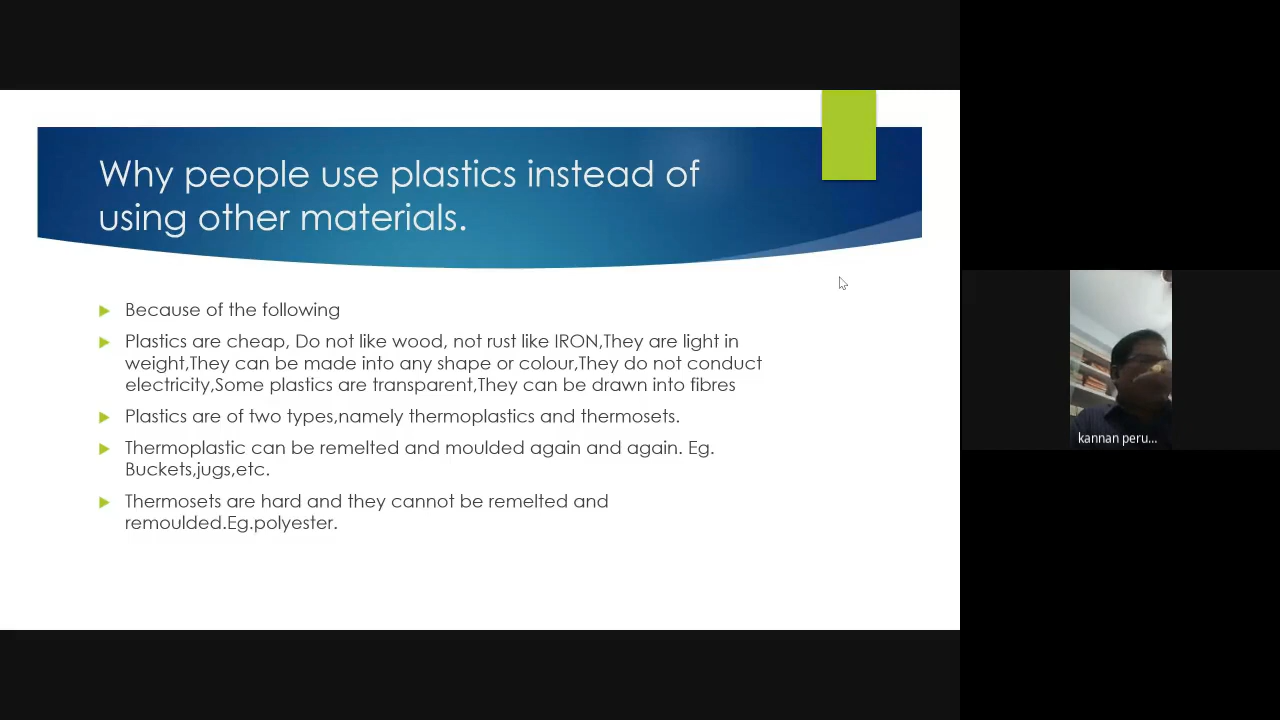 Why people use plastics instead of
using other materials.
Because of the following
Plastics are cheap, Do not like wood, not rust like IRON,They are light in
weight,They can be made into any shape or colour,They do not conduct
electricity,Some plastics are transparent,They can be drawn into fibres
Plastics are of two types,namely thermoplastics and thermosets.
Thermoplastic can be remelted and moulded again and again. Eg.
Buckets,jugs,etc.
Thermosets are hard and they cannot be remelted and
remoulded.Eg.polyester.
kannan peru...